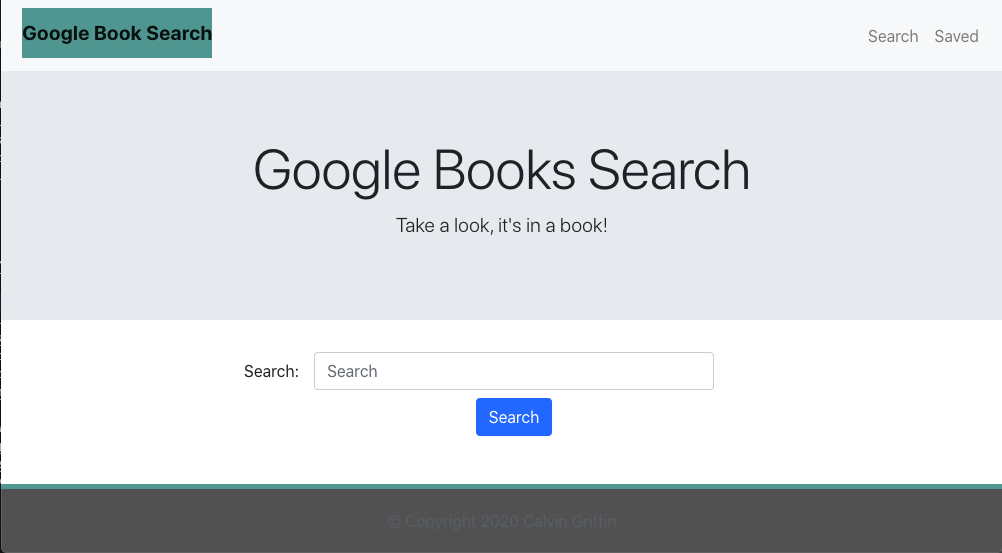 Google Book Search
Search Saved
Google Books Search
Take a look, it's in a book!
Search: Search
Search
© Copyright 2020 Calvin Griffin